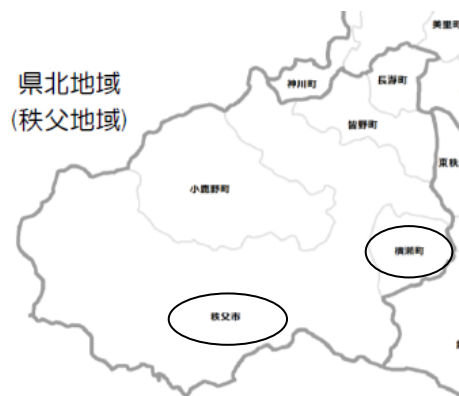 県北地域
(秩父地域)
美里町
神川町
長瀞町
皆野町
東秩
小鹿野町
横瀬町
秩父市